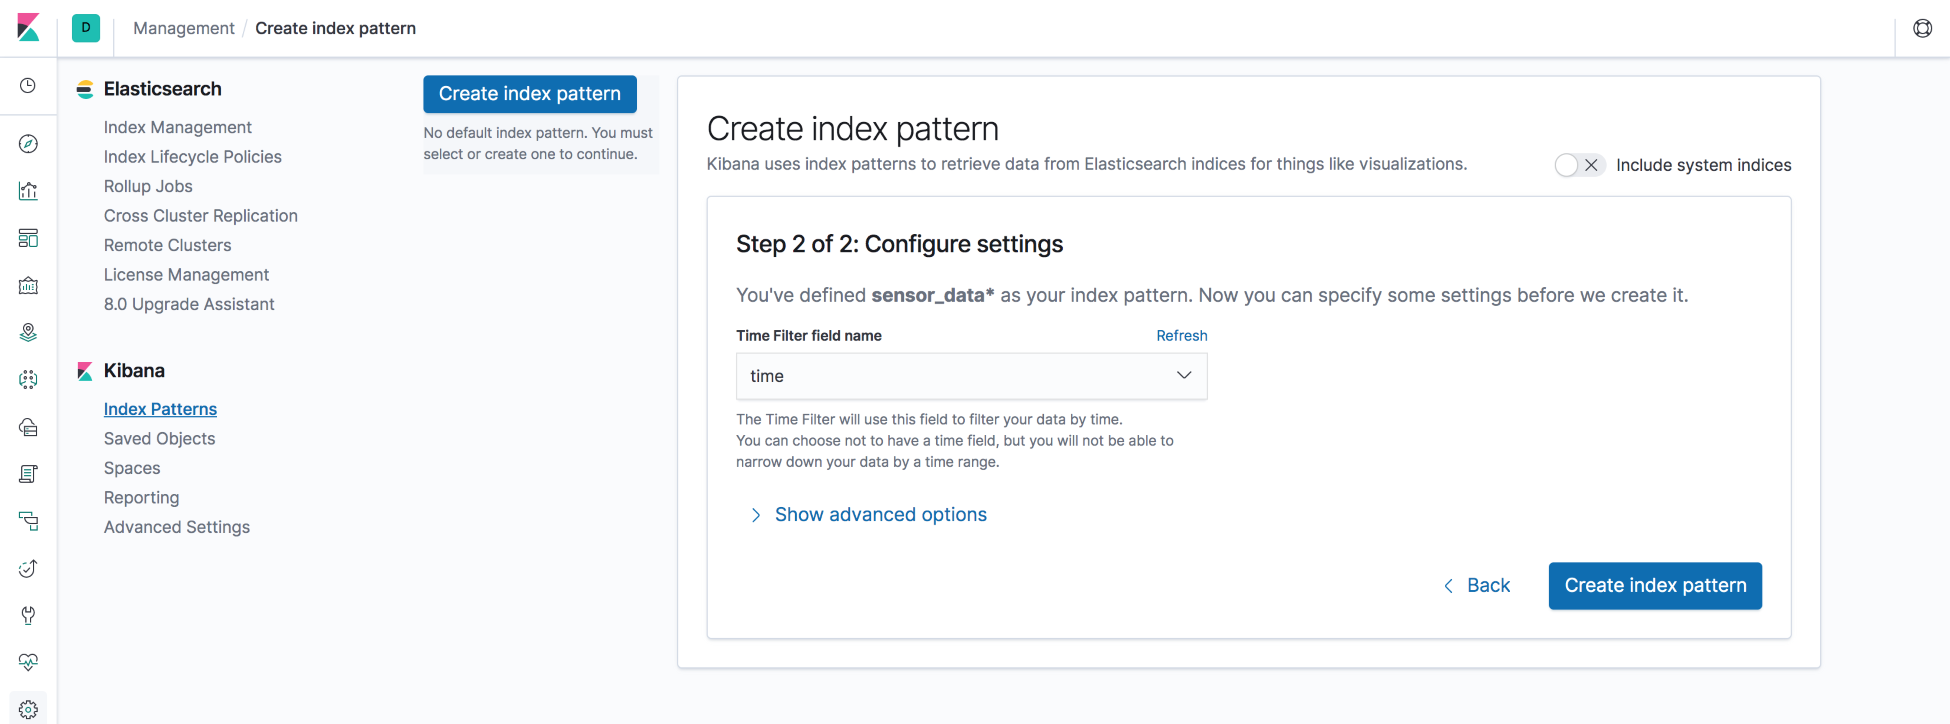 D
Management / Create index pattern
Elasticsearch
Index Management
Index Lifecycle Policies
Rollup Jobs
Cross Cluster Replication
Remote Clusters
License Management
8.0 Upgrade Assistant
Kibana
Index Patterns
Saved Objects
Spaces
Reporting
Advanced Settings
Create index pattern
No default index pattern. You must
select or create one to continue.
Create index pattern
Kibana uses index patterns to retrieve data from Elasticsearch indices for things like visualizations.
Include system indices
Step 2 of 2: Configure settings
You've defined sensor_data* as your index pattern. Now you can specify some settings before we create it.
Time Filter field name
Refresh
time
The Time Filter will use this field to filter your data by time.
You can choose not to have a time field, but you will not be able to
narrow down your data by a time range.
Show advanced options
Back
Create index pattern